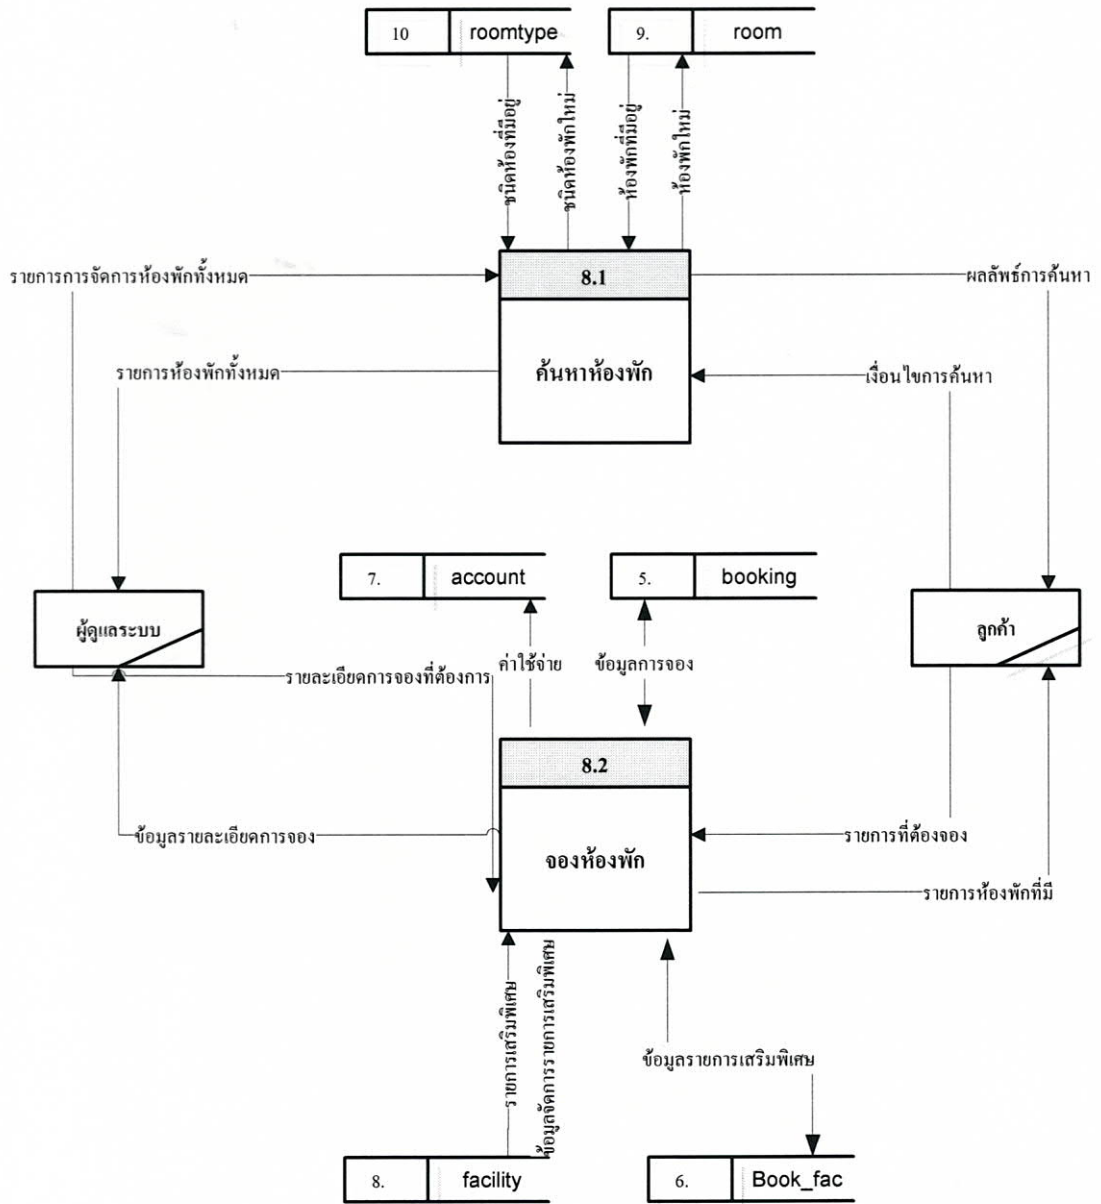 10 roomtype
9. room
ชนิดห้องที่มีอยู่
ชนิดห้องพักใหม่
ห้องพักที่มีอยู่
ห้องพักใหม่
รายการการจัดการห้องพักทั้งหมด
8.1
ผลลัพธ์การค้นหา
รายการห้องพักทั้งหมด
ค้นหาห้องพัก
เงื่อนไขการค้นหา
7. account
5. booking
ผู้ดูแลระบบ
ลูกค้า
รายละเอียดการจองที่ต้องการ
ค่าใช้จ่าย
ข้อมูลการจอง
8.2
ข้อมูลรายละเอียดการจอง
รายการที่ต้องจอง
จองห้องพัก
รายการห้องพักที่มี
รายการเสริมพิเศษ
ข้อมูลจัดการรายการเสริมพิเศษ
ข้อมูลรายการเสริมพิเศษ
8. facility
6. Book_fac